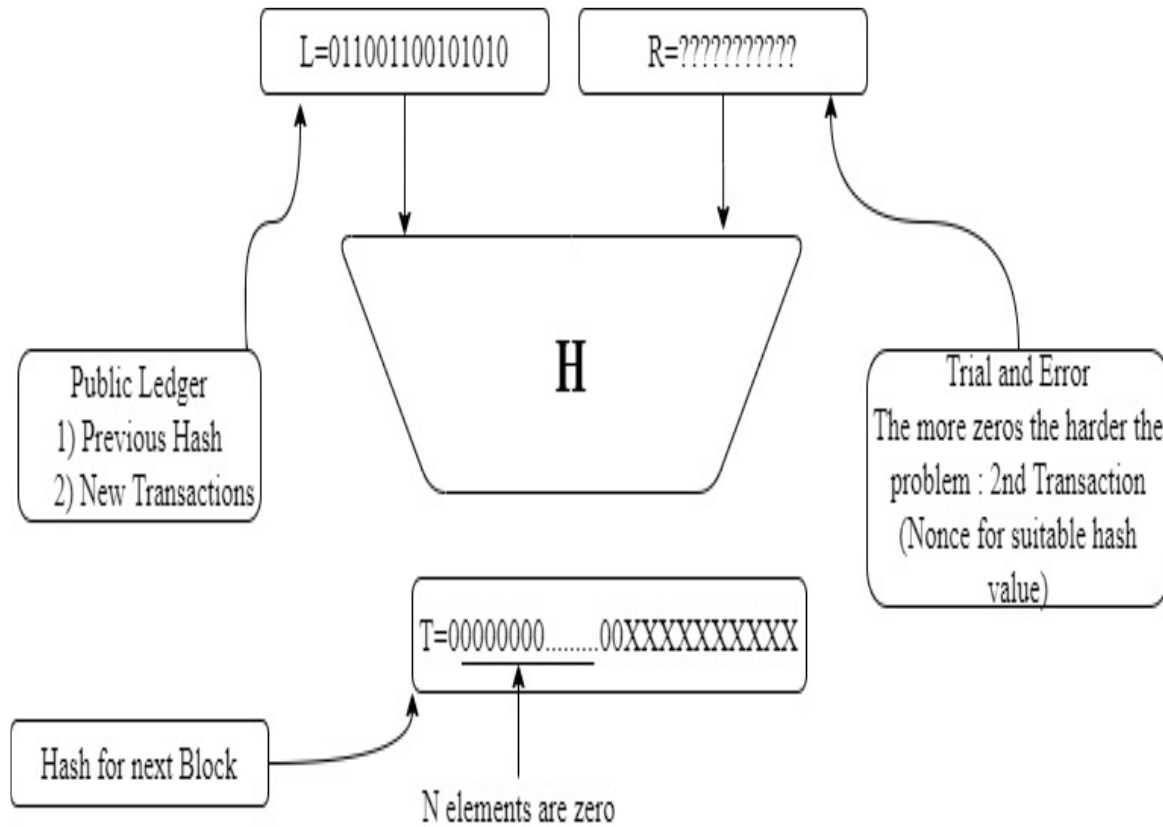 L=011001100101010
R=???????????
Public Ledger
1) Previous Hash
2) New Transactions
H
Trial and Error
The more zeros the harder the
problem : 2nd Transaction
(Nonce for suitable hash
value)
T=00000000.........00XXXXXXXXXX
Hash for next Block
N elements are zero